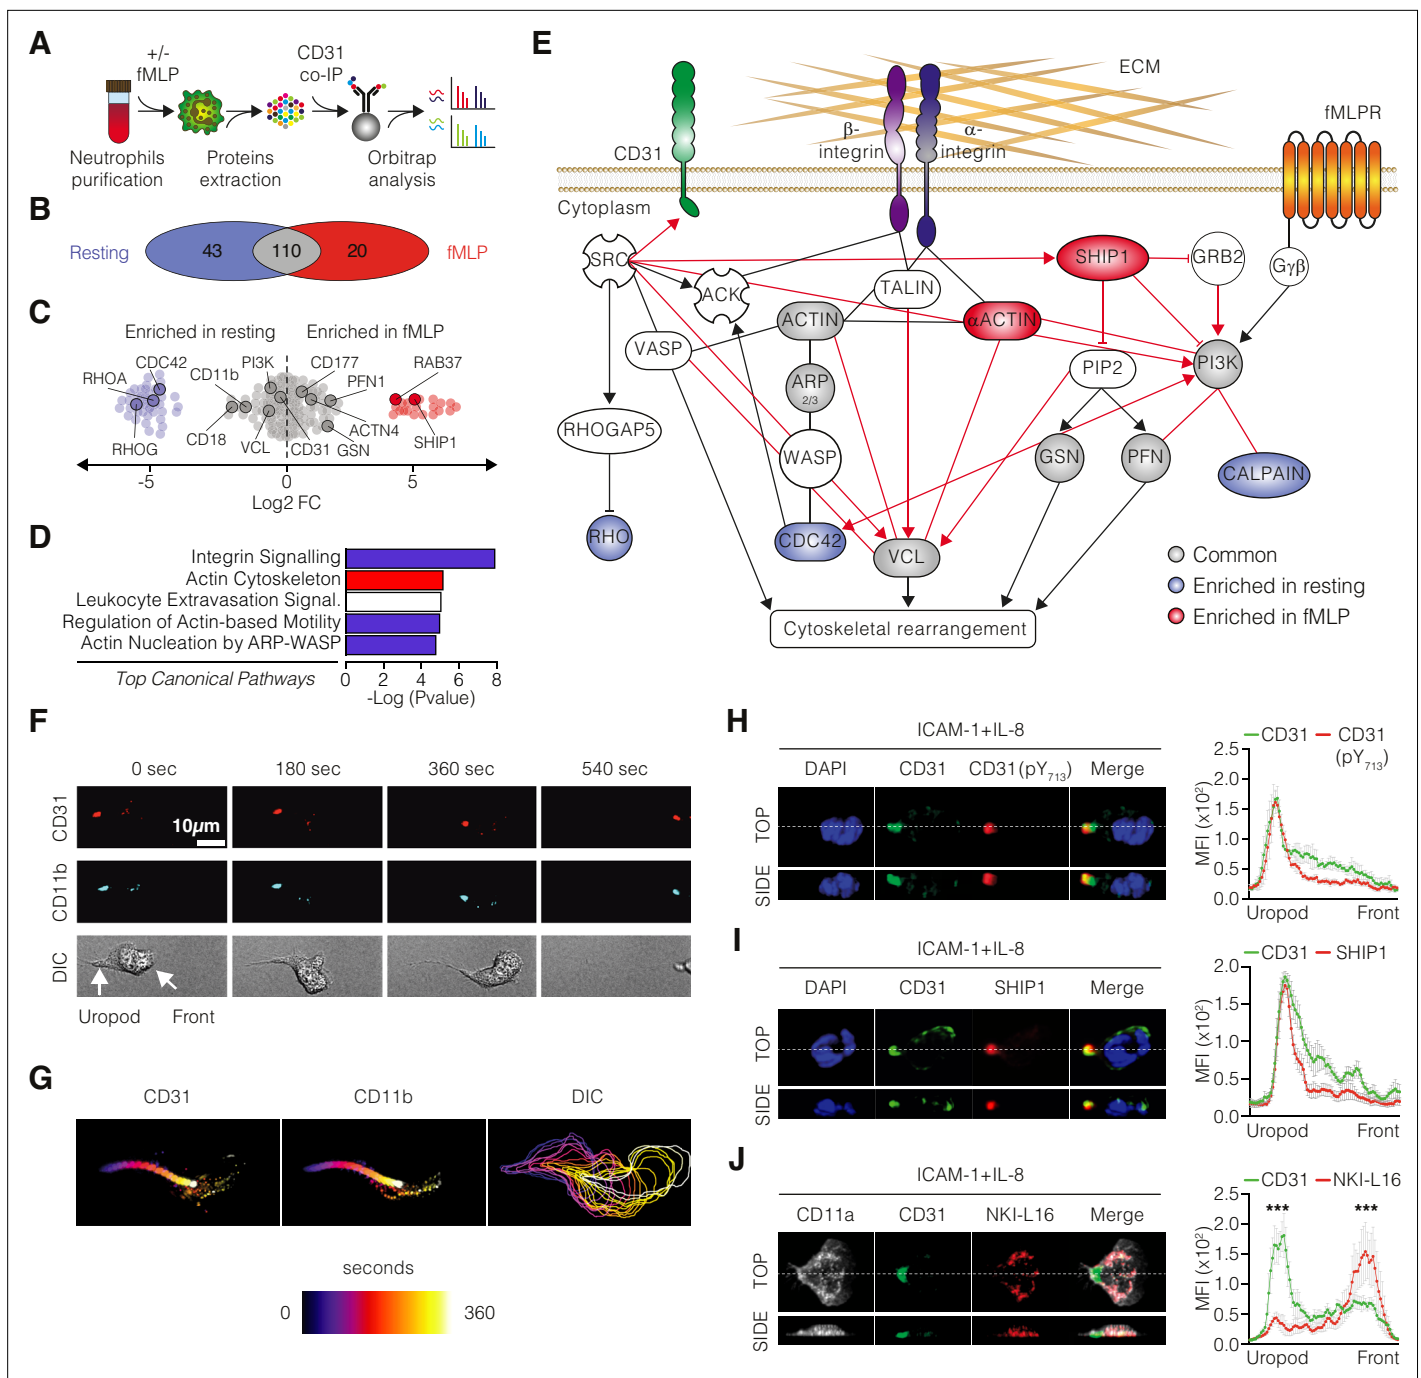 A
+/-
fMLP
CD31
co-IP
Neutrophils
purification
Proteins
extraction
Orbitrap
analysis
B
Resting
43
110
20
fMLP
C
Enriched in resting
Enriched in fMLP
CDC42
PI3K
CD177
RAB37
RHOA
CD11b
PFN1
RHOG
CD18
VCL
CD31
GSN
ACTN4
SHIP1
-5
0
5
Log2 FC
D
Integrin Signalling
Actin Cytoskeleton
Leukocyte Extravasation Signal.
Regulation of Actin-based Motility
Actin Nucleation by ARP-WASP
Top Canonical Pathways
0 2 4 6 8
-Log (Pvalue)
E
ECM
fMLPR
β-
integrin
α-
integrin
CD31
Cytoplasm
SRC
ACK
TALIN
SHIP1
GRB2
Gγβ
ACTIN
αACTIN
VASP
PIP2
PI3K
ARP
2/3
RHOGAP5
WASP
GSN
PFN
CALPAIN
RHO
CDC42
VCL
Cytoskeletal rearrangement
Common
Enriched in resting
Enriched in fMLP
F
0 sec
180 sec
360 sec
540 sec
CD31
10µm
CD11b
DIC
Uropod
Front
G
CD31
CD11b
DIC
seconds
0
360
H
ICAM-1+IL-8
DAPI
CD31
CD31(pY713)
Merge
TOP
SIDE
CD31
CD31
(pY713)
MFI (x10²)
2.5
2.0
1.5
1.0
0.5
0.0
Uropod
Front
I
ICAM-1+IL-8
DAPI
CD31
SHIP1
Merge
TOP
SIDE
CD31
SHIP1
MFI (x10²)
2.0
1.5
1.0
0.5
0.0
Uropod
Front
J
ICAM-1+IL-8
CD11a
CD31
NKI-L16
Merge
TOP
SIDE
CD31
NKI-L16
***
***
MFI (x10²)
2.5
2.0
1.5
1.0
0.5
0.0
Uropod
Front